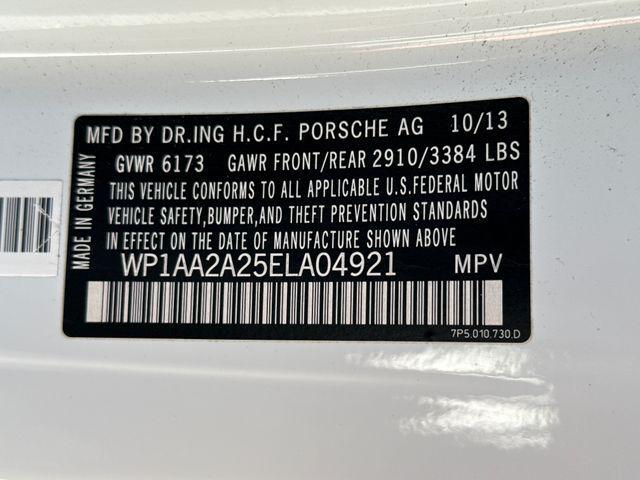 MFD BY DR.ING H.C.F. PORSCHE AG 10/13
GVWR 6173 GAWR FRONT/REAR 2910/3384 LBS
THIS VEHICLE CONFORMS TO ALL APPLICABLE U.S.FEDERAL MOTOR
VEHICLE SAFETY,BUMPER,AND THEFT PREVENTION STANDARDS
IN EFFECT ON THE DATE OF MANUFACTURE SHOWN ABOVE.
WP1AA2A25ELA04921 MPV
7P5.010.730.D
MADE IN GERMANY